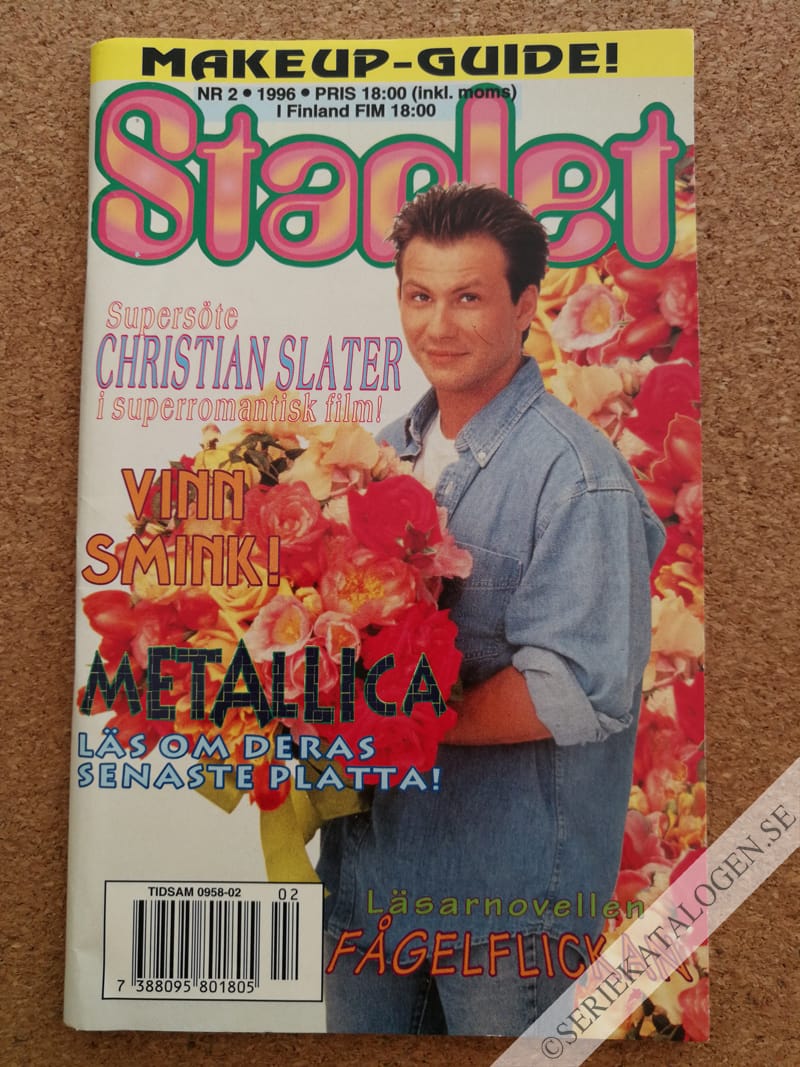 MAKEUP-GUIDE!
NR 2 • 1996 • PRIS 18:00 (inkl. moms)
I Finland FIM 18:00
Starlet
Supersöte
CHRISTIAN SLATER
i superromantisk film!
VINN
SMINK!
METALLICA
LÄS OM DERAS
SENASTE PLATTA!
TIDSAM 0958-02
02
7 388095 801805
Läsarnovellen
FÅGELFLICKAN
©SERIEKATALOGEN.SE